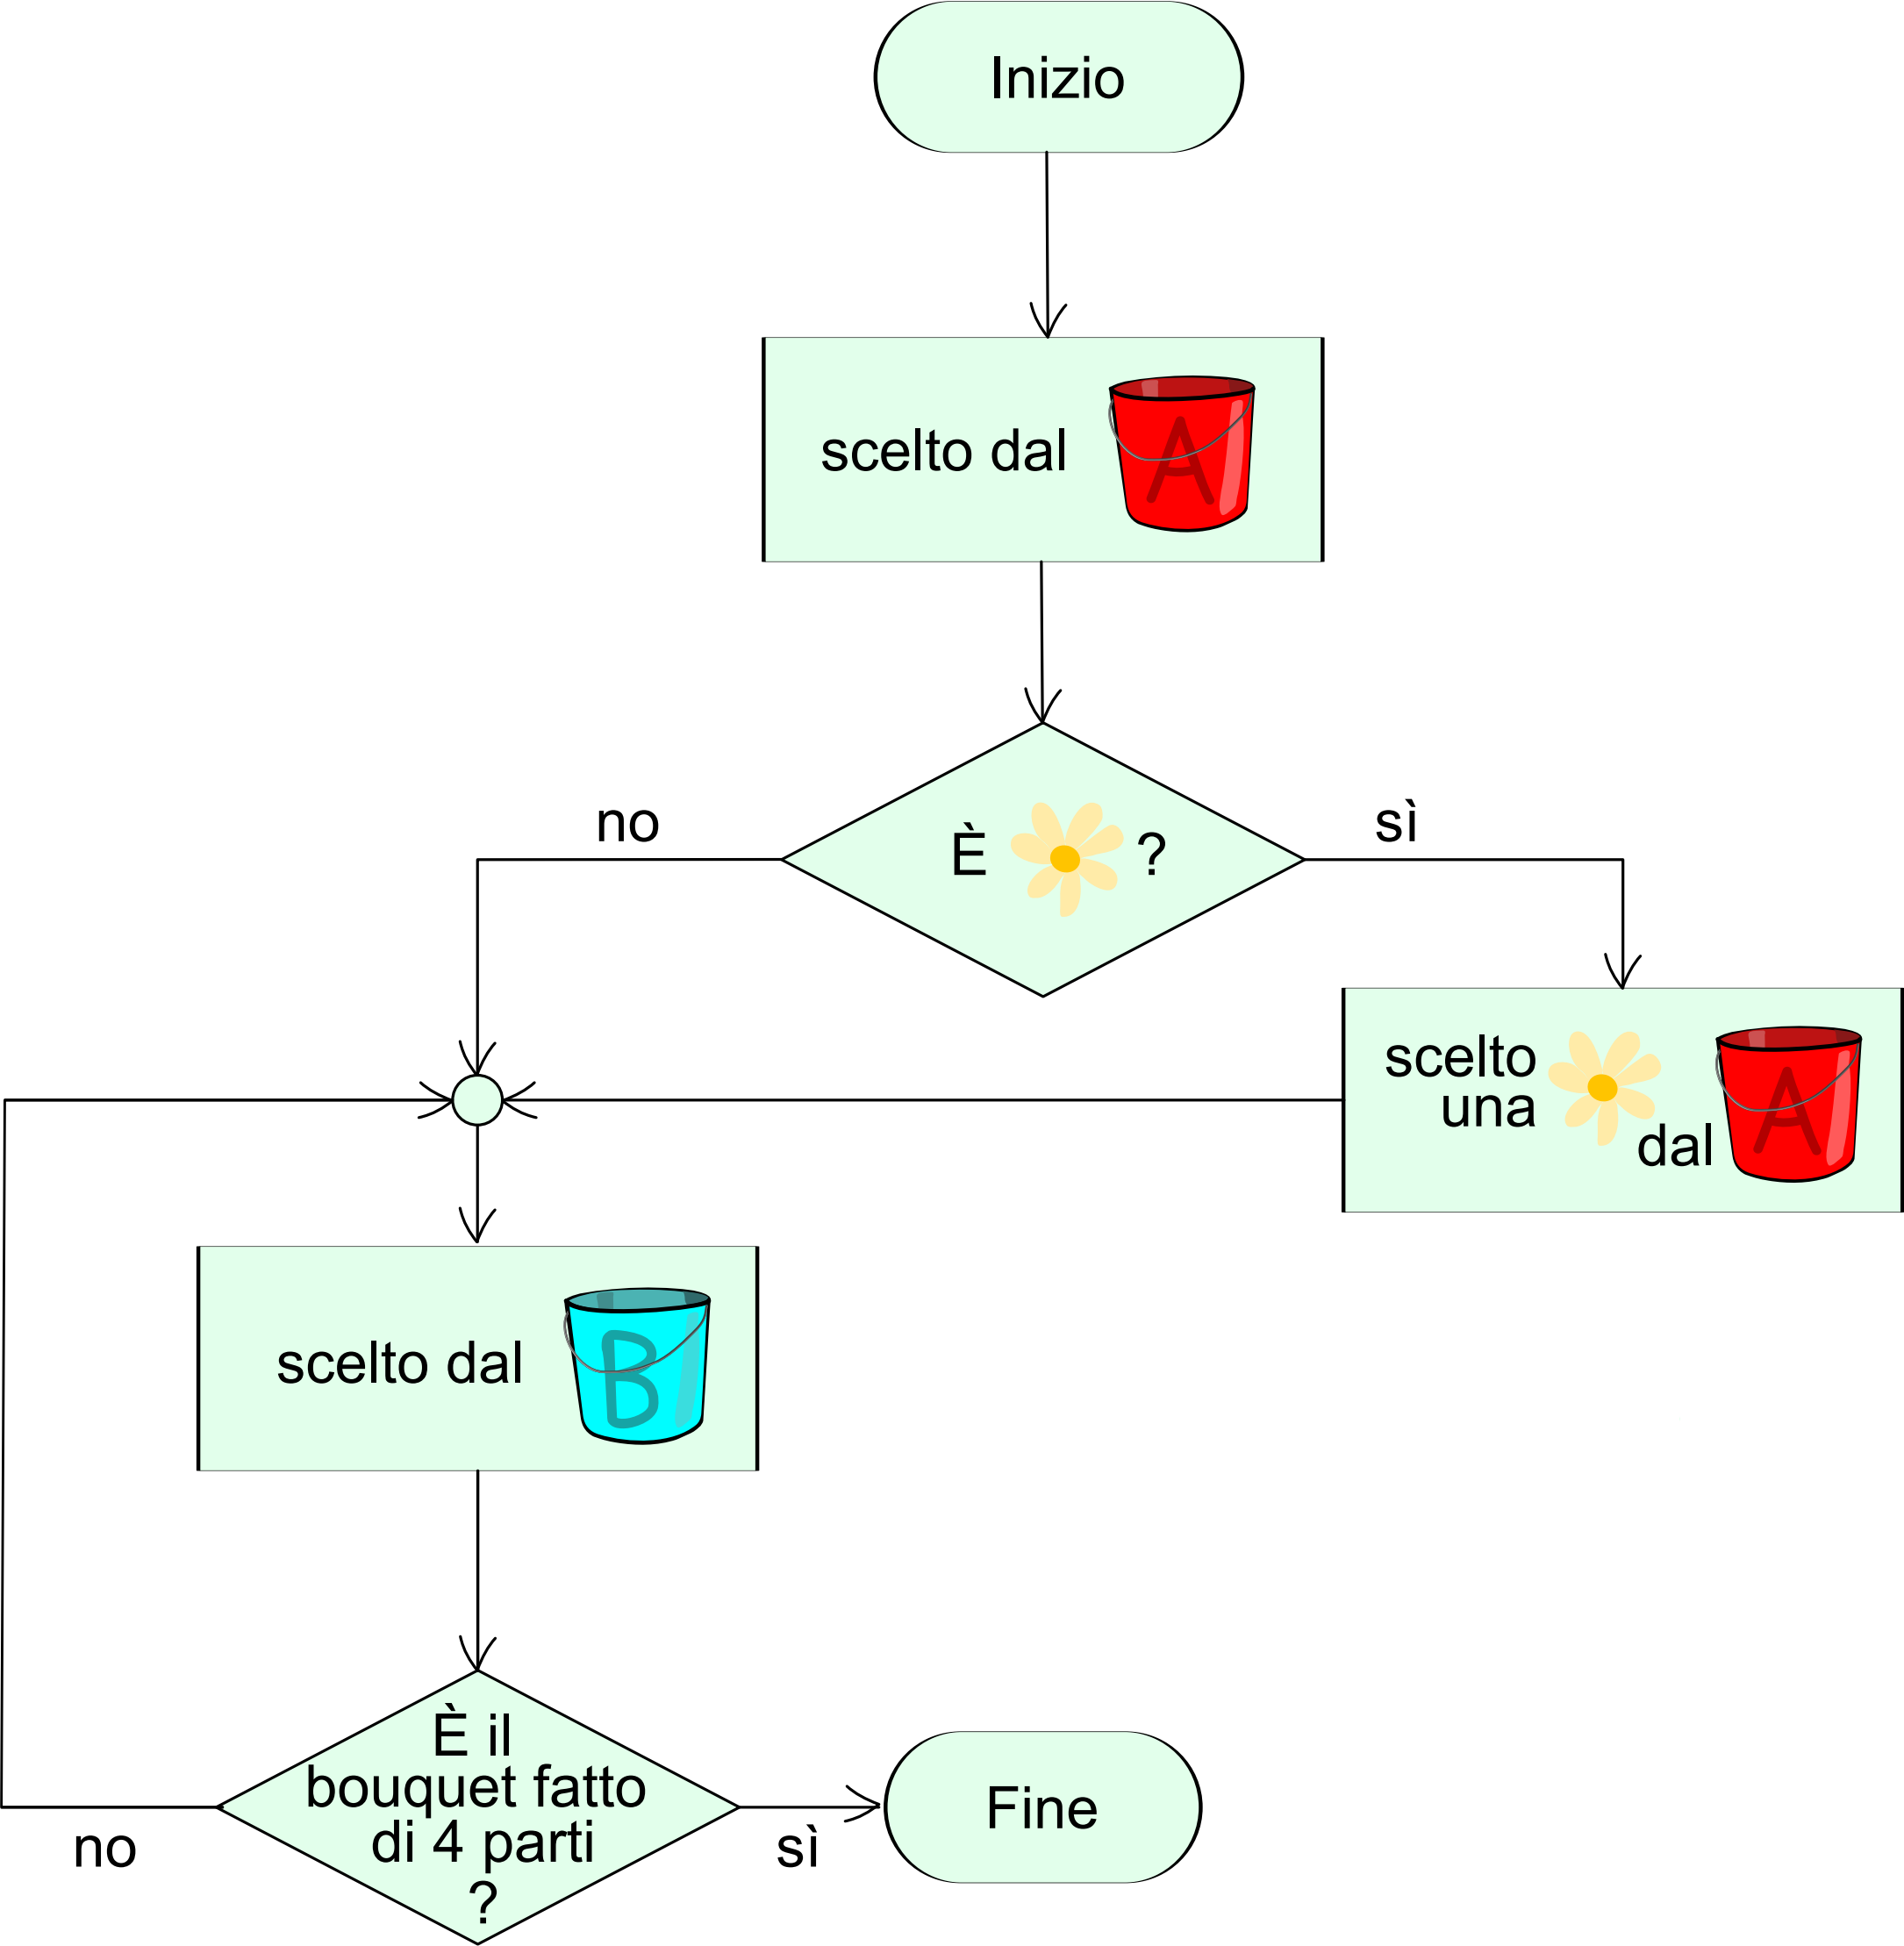 Inizio
scelto dal
A
È ?
no
sì
scelto
una
dal
A
scelto dal
B
È il
bouquet fatto
di 4 parti
?
no
sì
Fine